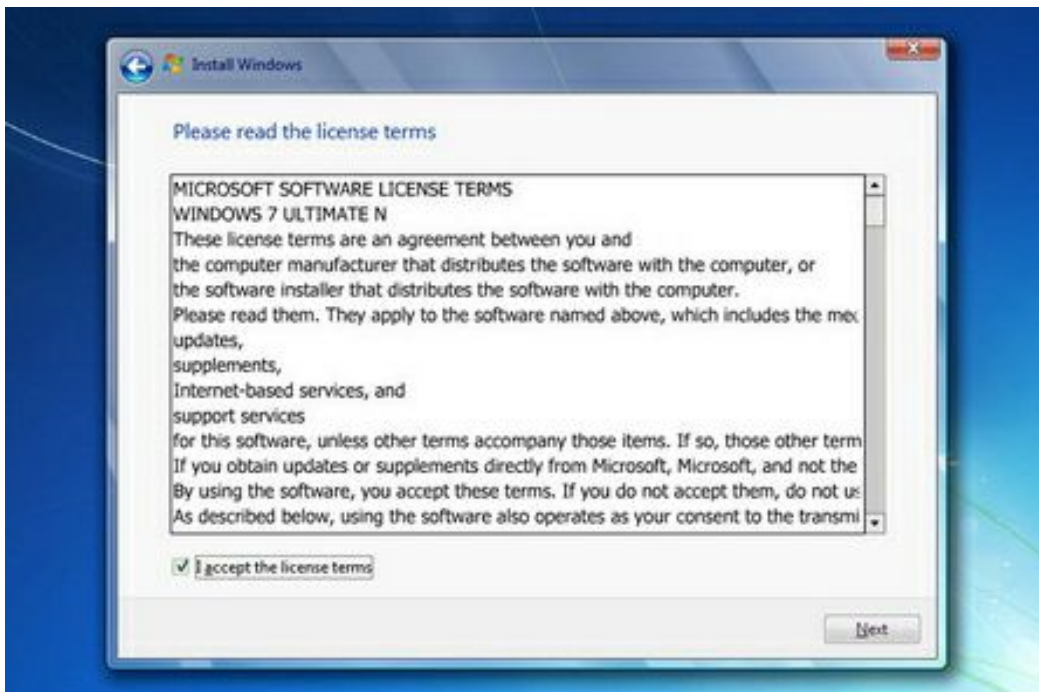 Install Windows
Please read the license terms
MICROSOFT SOFTWARE LICENSE TERMS
WINDOWS 7 ULTIMATE N
These license terms are an agreement between you and
the computer manufacturer that distributes the software with the computer, or
the software installer that distributes the software with the computer.
Please read them. They apply to the software named above, which includes the
updates,
supplements,
Internet-based services, and
support services
for this software, unless other terms accompany those items. If so, those other term
If you obtain updates or supplements directly from Microsoft, Microsoft, and not the
By using the software, you accept these terms. If you do not accept them, do not
As described below, using the software also operates as your consent to the transmi
I accept the license terms
Next